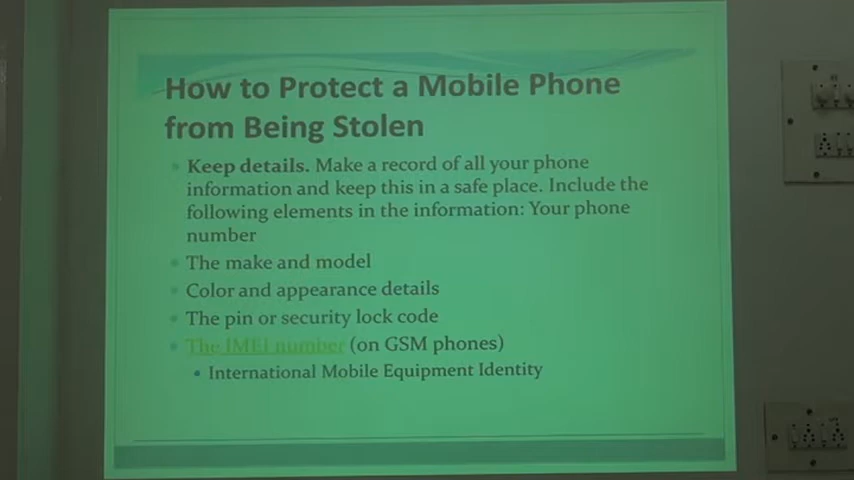 How to Protect a Mobile Phone
from Being Stolen
Keep details. Make a record of all your phone
information and keep this in a safe place. Include the
following elements in the information: Your phone
number
The make and model
Color and appearance details
The pin or security lock code
The IMEI number (on GSM phones)
International Mobile Equipment Identity